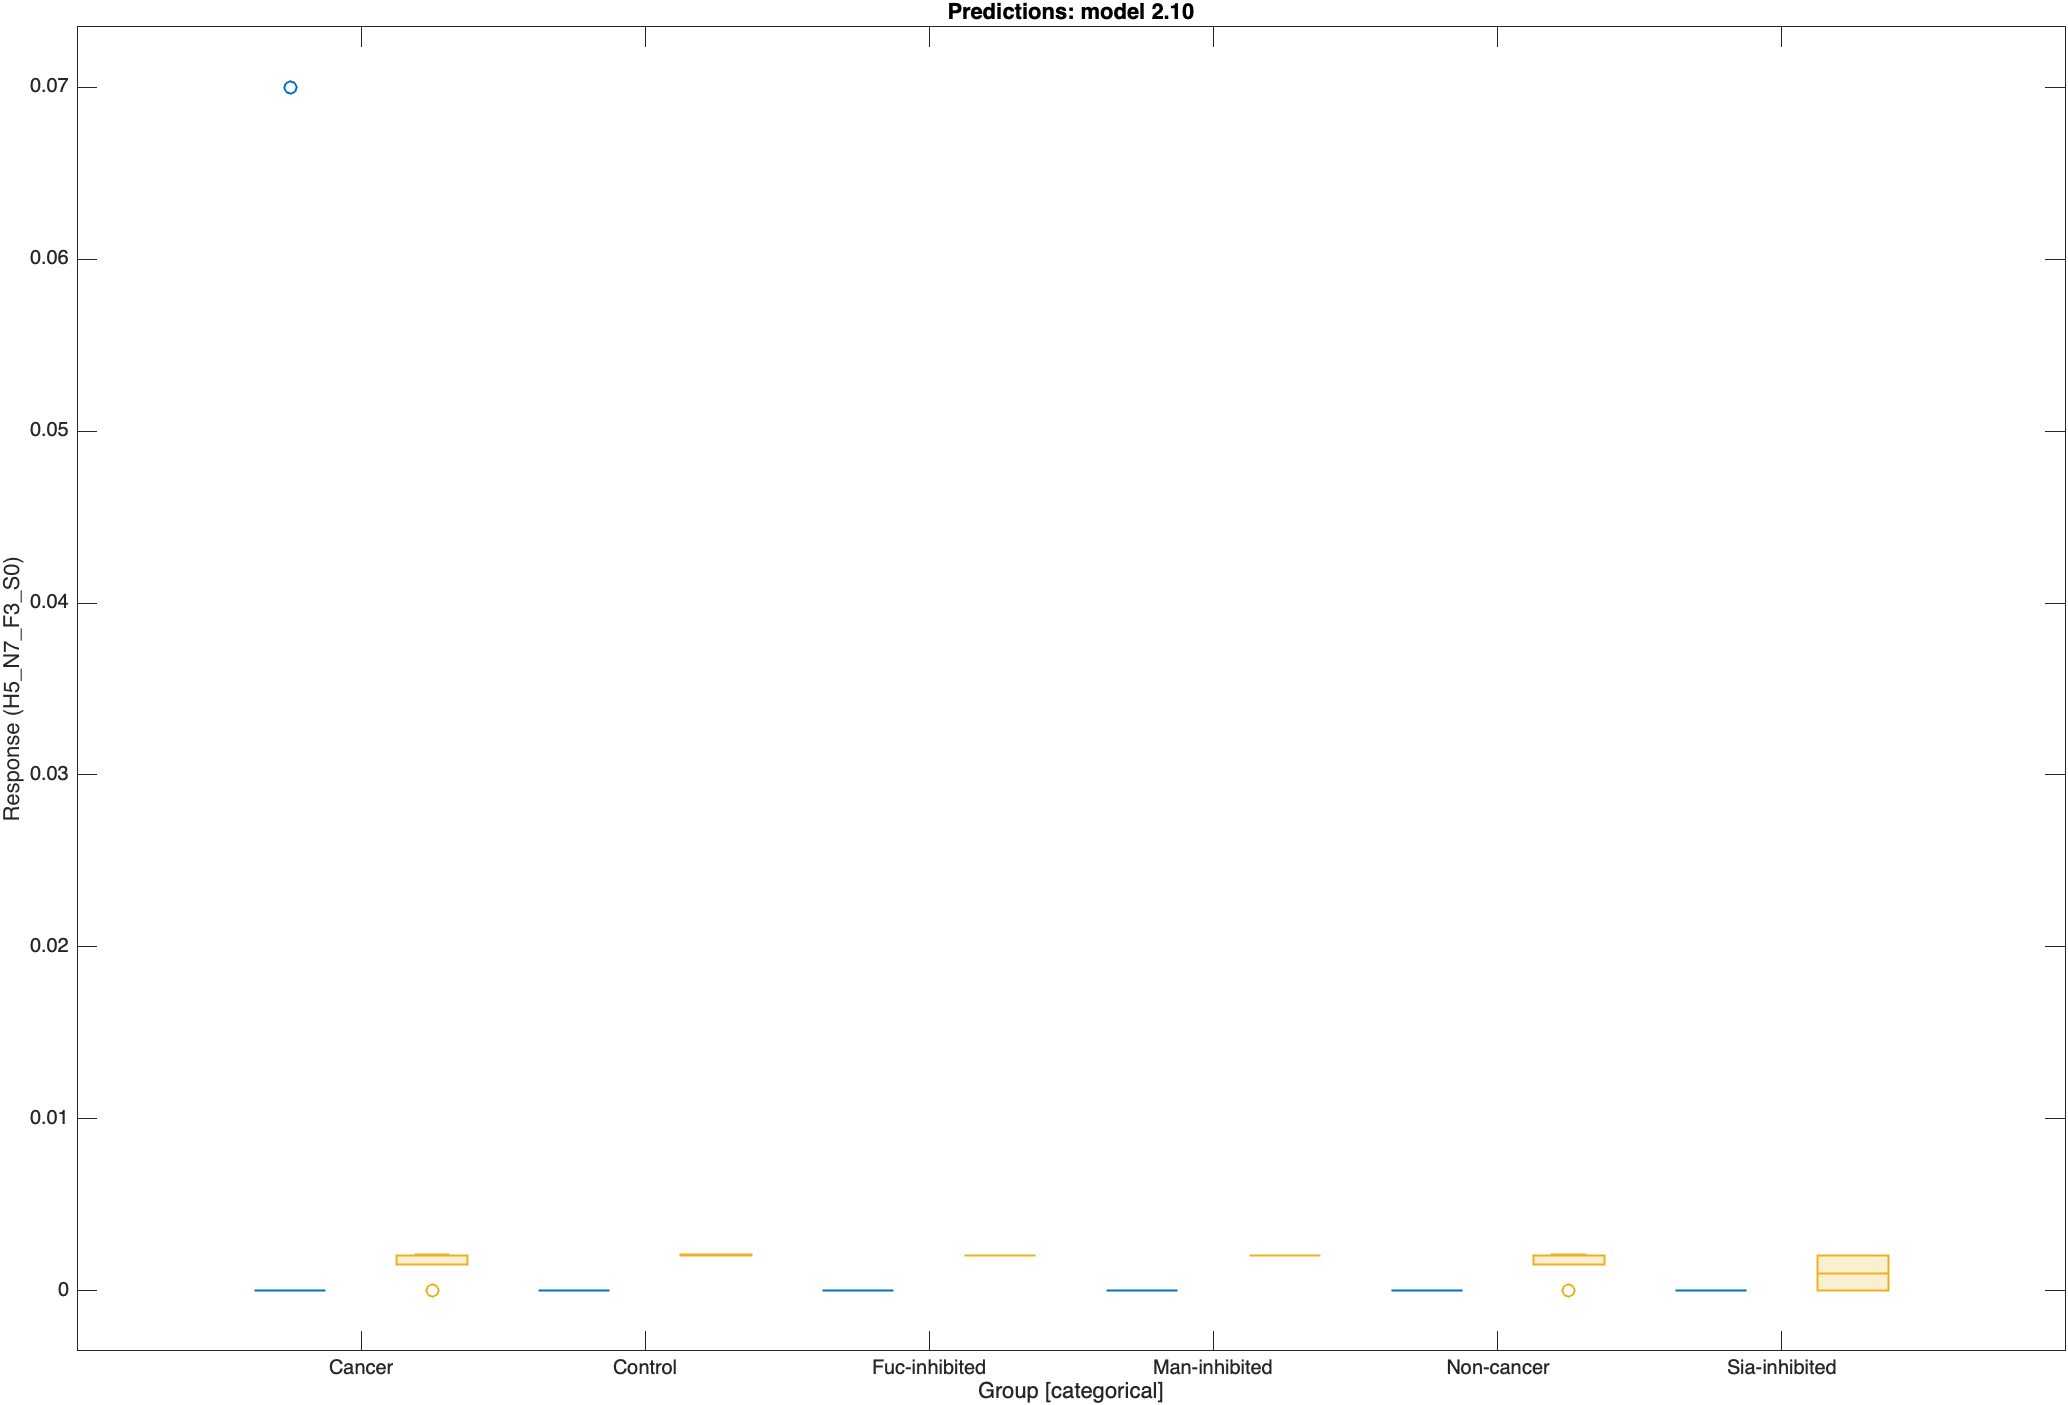 Predictions: model 2.10
Response (H5_N7_F3_S0)
0.07
0.06
0.05
0.04
0.03
0.02
0.01
0
Cancer Control Fuc-inhibited Man-inhibited Non-cancer Sia-inhibited
Group [categorical]